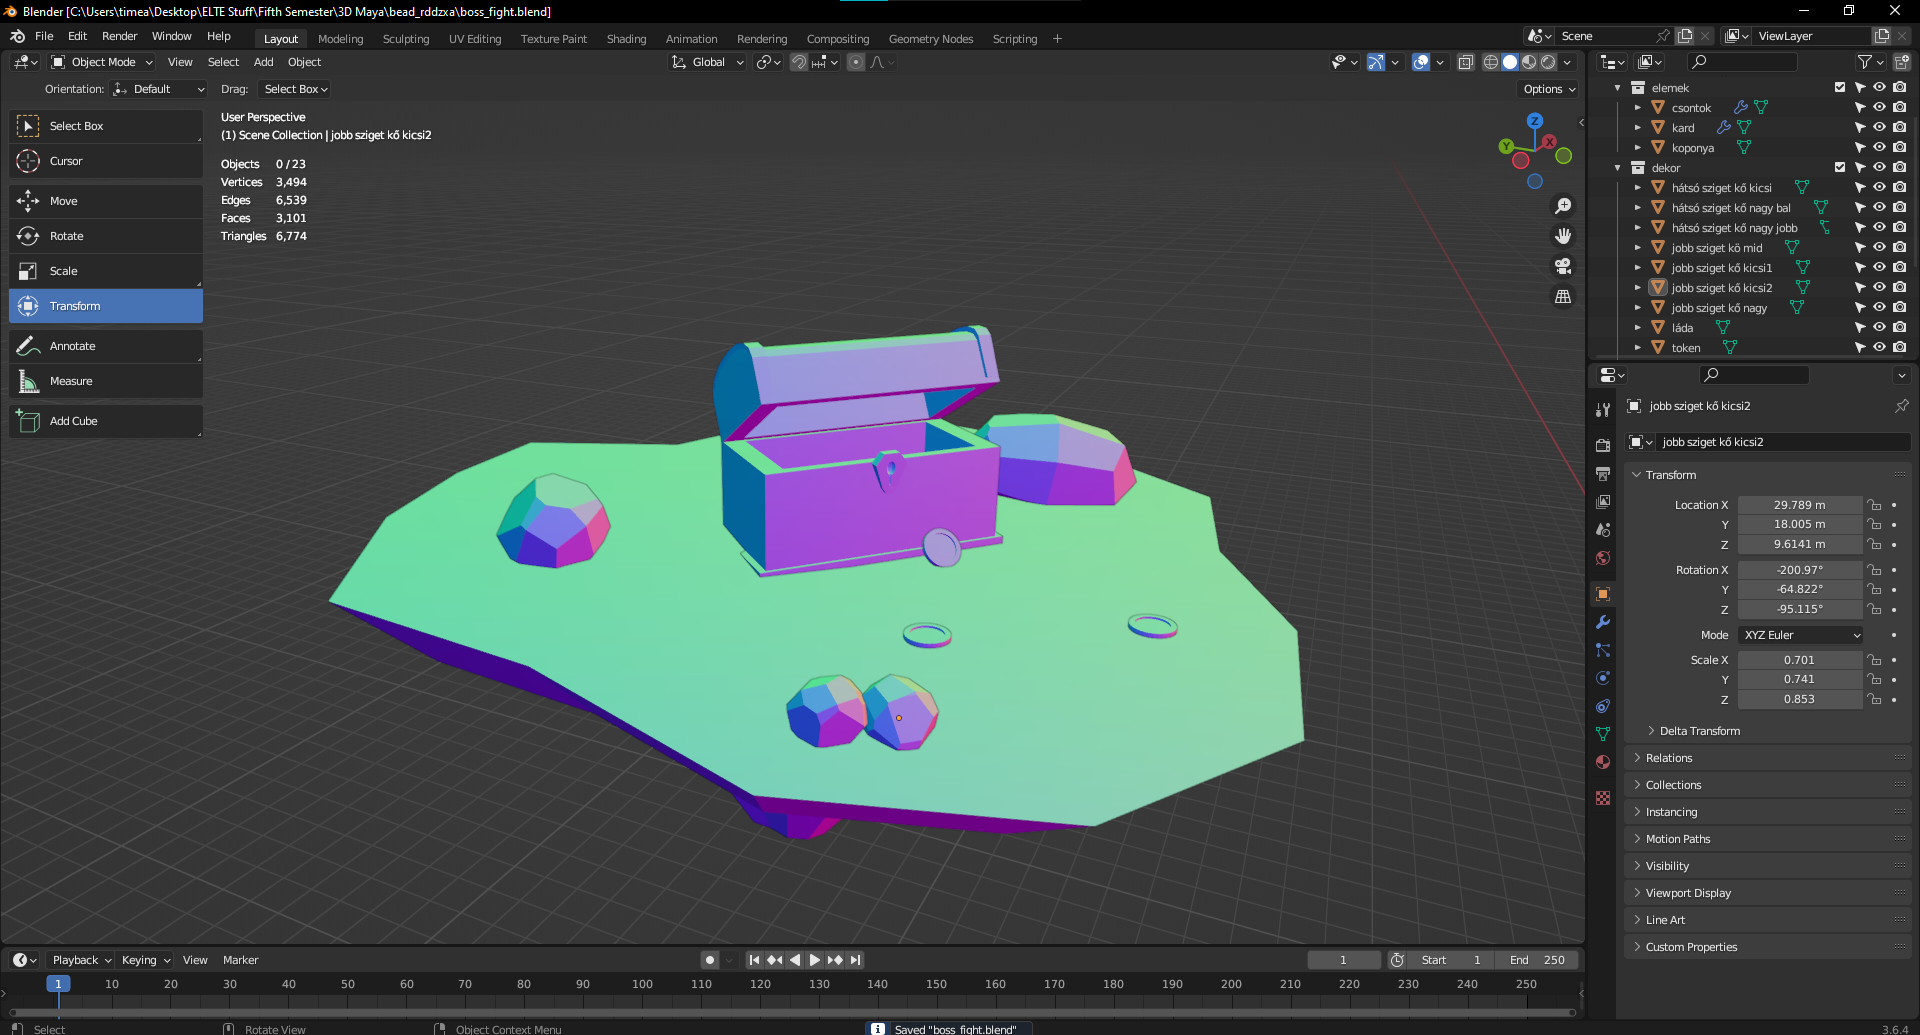 Blender [C:\Users\timea\Desktop\ELTE Stuff\Fifth Semester\3D Maya\bead_rddzxa\boss_fight.blend]
File Edit Render Window Help Layout Modeling Sculpting UV Editing Texture Paint Shading Animation Rendering Compositing Geometry Nodes Scripting + Scene ViewLayer
Object Mode View Select Add Object Global
Orientation: Default Drag: Select Box Options
Select Box
Cursor
Move
Rotate
Scale
Transform
Annotate
Measure
Add Cube
User Perspective
(1) Scene Collection | jobb sziget kő kicsi2
Objects 0 / 23
Vertices 3,494
Edges 6,539
Faces 3,101
Triangles 6,774
Z
Y X
elemek
csontok
kard
koponya
dekor
hátsó sziget kő kicsi
hátsó sziget kő nagy bal
hátsó sziget kő nagy jobb
jobb sziget kö mid
jobb sziget kő kicsi1
jobb sziget kő kicsi2
jobb sziget kő nagy
láda
token
jobb sziget kő kicsi2
jobb sziget kő kicsi2
Transform
Location X 29.789 m
Y 18.005 m
Z 9.6141 m
Rotation X -200.97°
Y -64.822°
Z -95.115°
Mode XYZ Euler
Scale X 0.701
Y 0.741
Z 0.853
Delta Transform
Relations
Collections
Instancing
Motion Paths
Visibility
Viewport Display
Line Art
Custom Properties
Playback Keying View Marker 1 Start 1 End 250
1 10 20 30 40 50 60 70 80 90 100 110 120 130 140 150 160 170 180 190 200 210 220 230 240 250
Select Rotate View Object Context Menu Saved "boss_fight.blend" 3.6.4